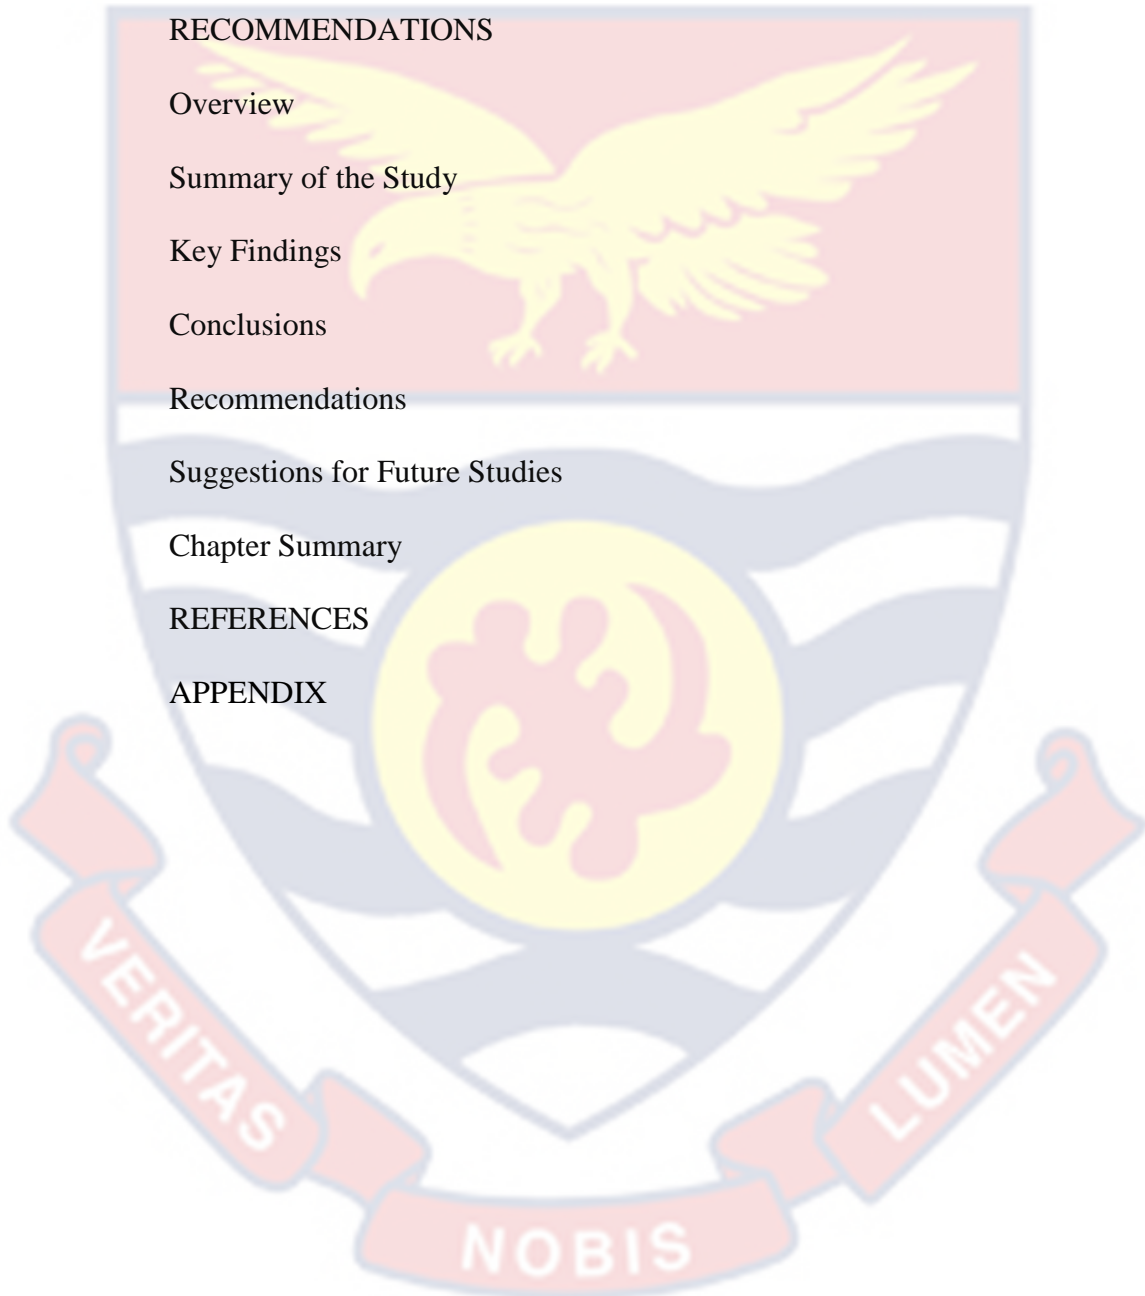 RECOMMENDATIONS
Overview
Summary of the Study
Key Findings
Conclusions
Recommendations
Suggestions for Future Studies
Chapter Summary
REFERENCES
APPENDIX
VERITAS
NOBIS
LUMEN